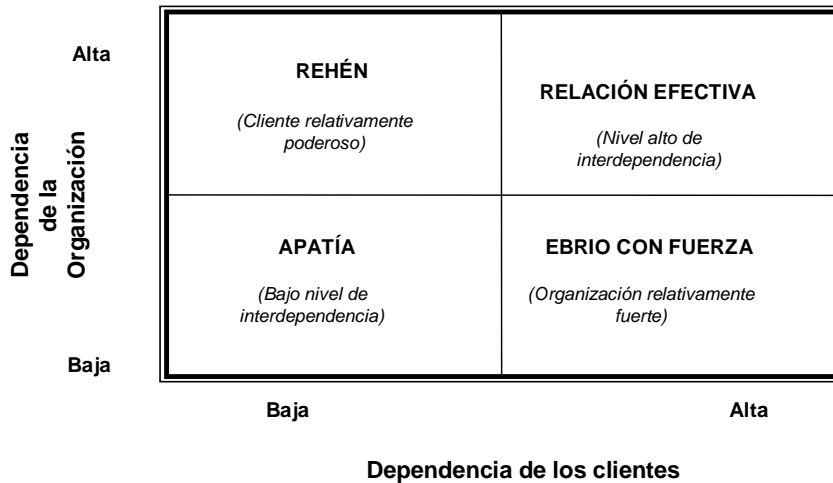 Alta
REHÉN
(Cliente relativamente
poderoso)
RELACIÓN EFECTIVA
(Nivel alto de
interdependencia)
Dependencia
de la
Organización
APATÍA
(Bajo nivel de
interdependencia)
EBRIO CON FUERZA
(Organización relativamente
fuerte)
Baja
Baja
Alta
Dependencia de los clientes